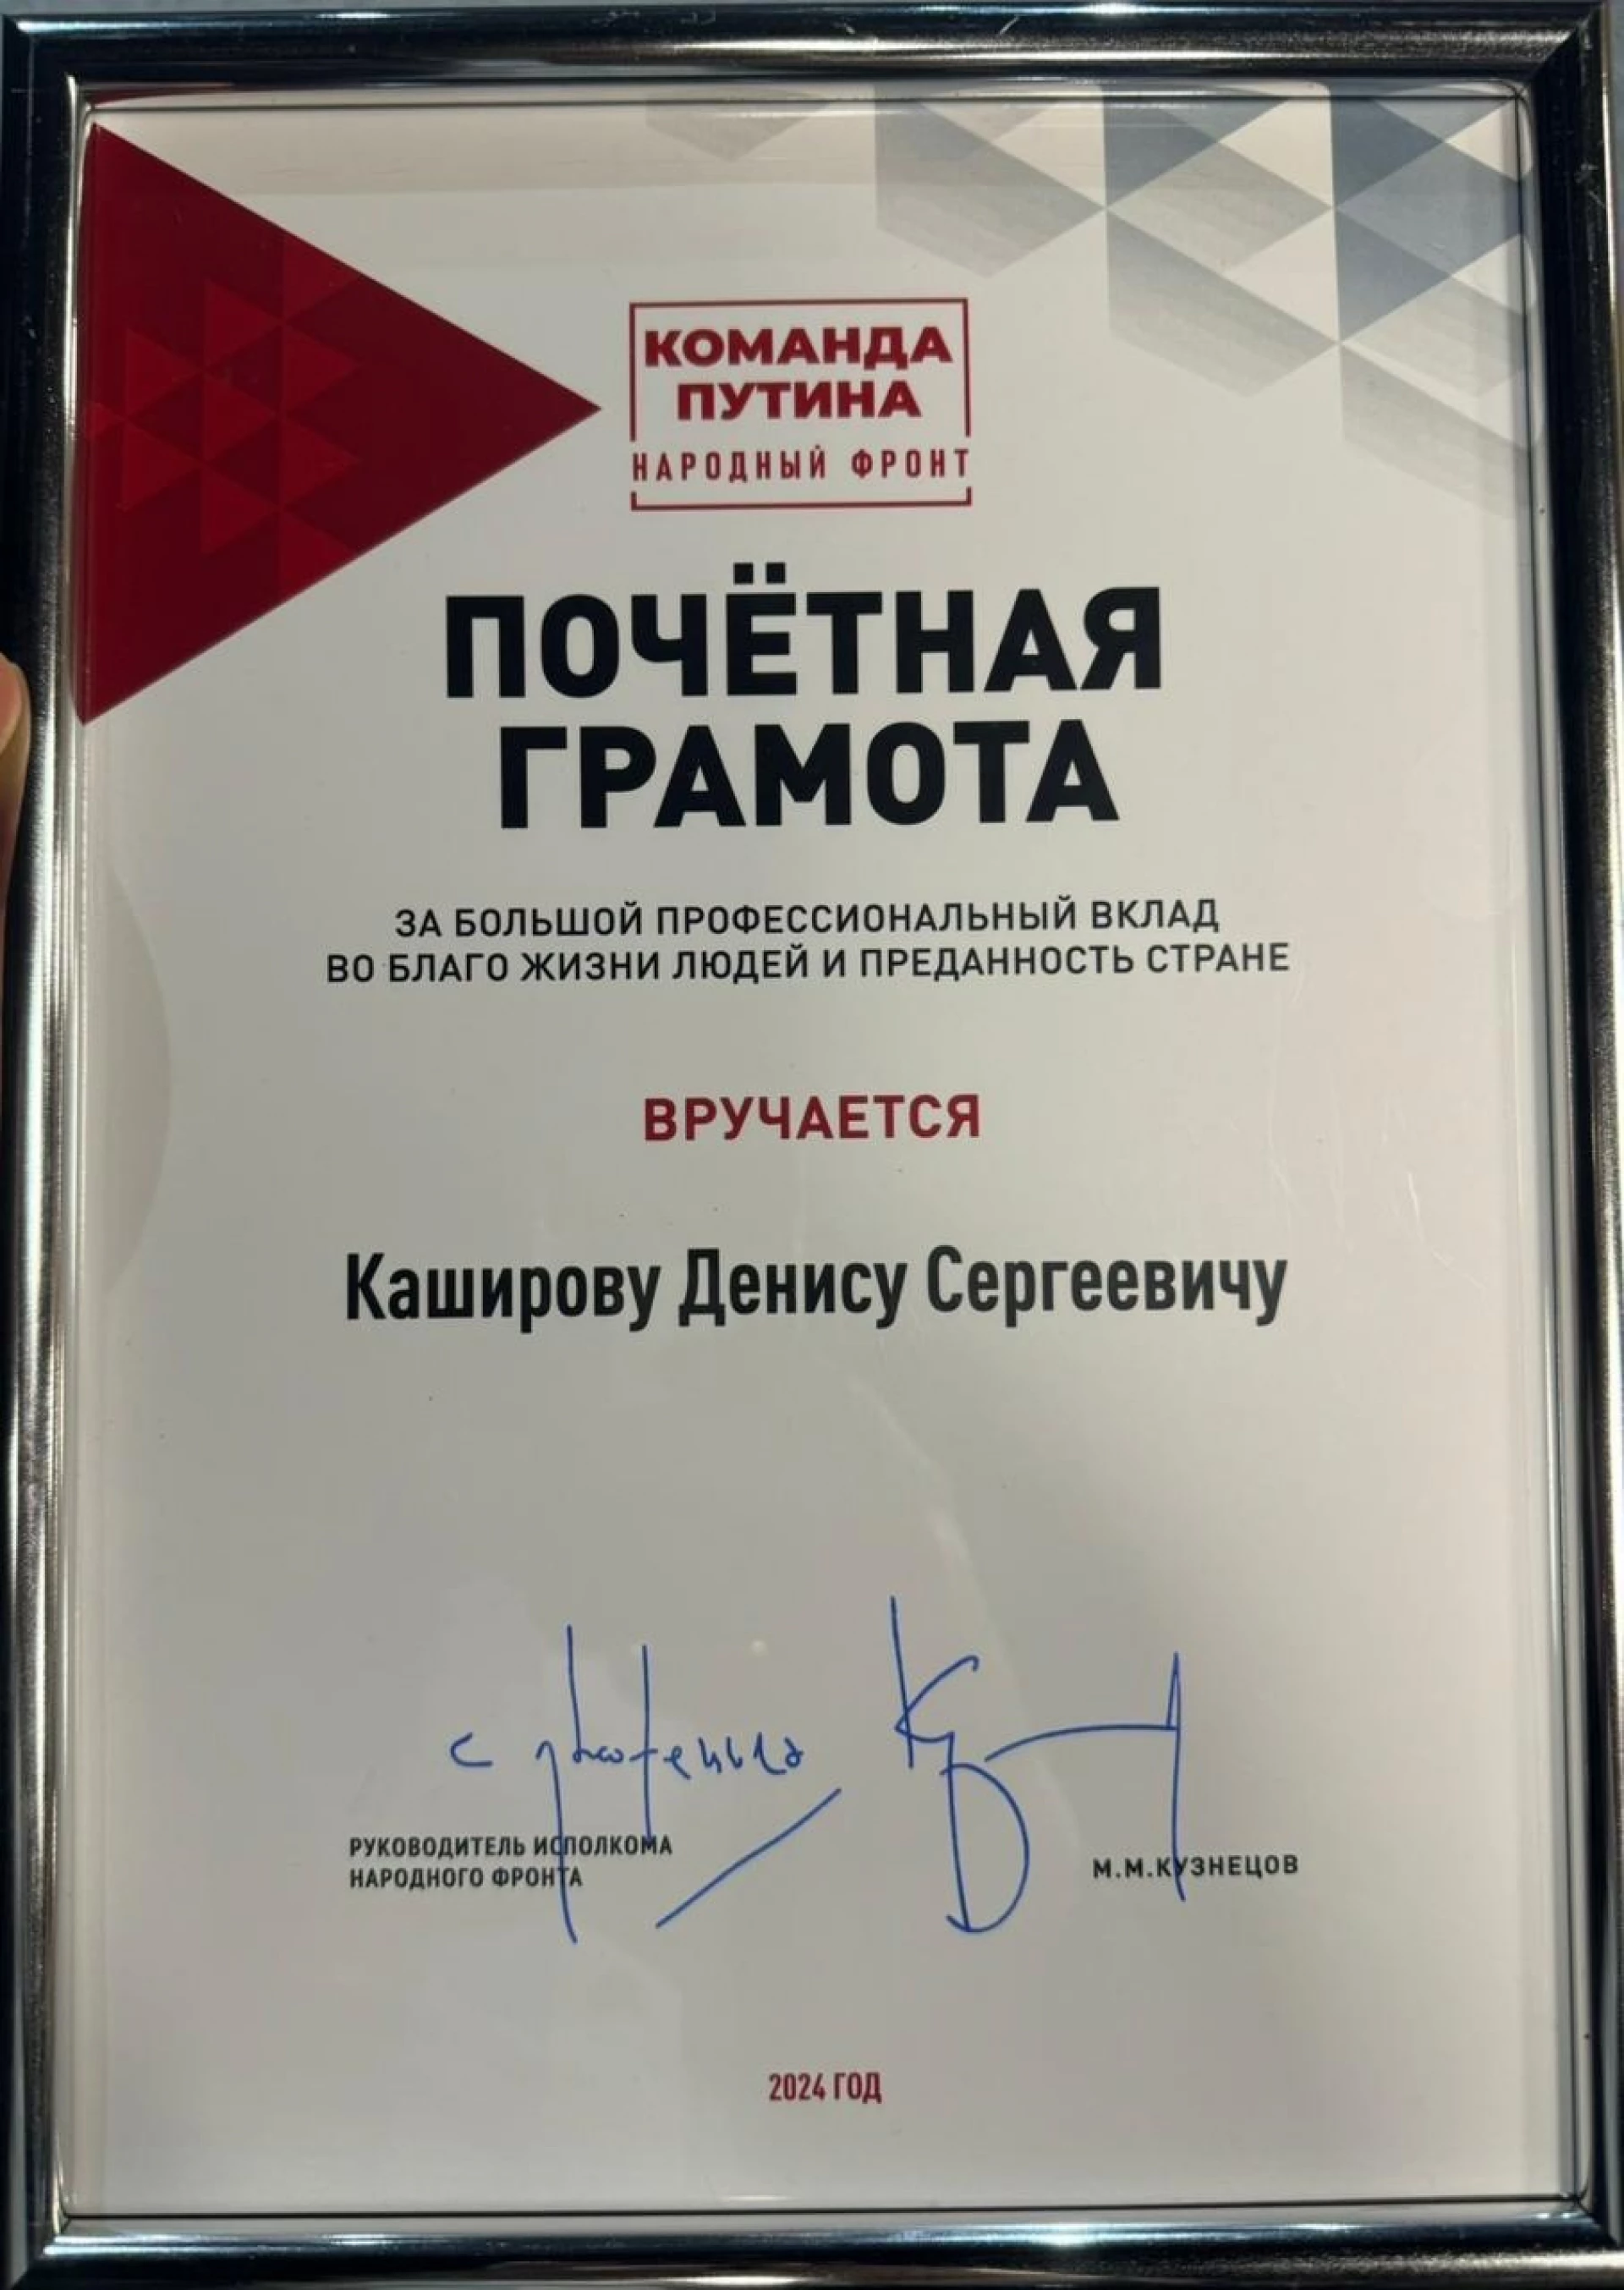 КОМАНДА
ПУТИНА
НАРОДНЫЙ ФРОНТ
ПОЧЁТНАЯ
ГРАМОТА
ЗА БОЛЬШОЙ ПРОФЕССИОНАЛЬНЫЙ ВКЛАД
ВО БЛАГО ЖИЗНИ ЛЮДЕЙ И ПРЕДАННОСТЬ СТРАНЕ
ВРУЧАЕТСЯ
Каширову Денису Сергеевичу
РУКОВОДИТЕЛЬ ИСПОЛКОМА
НАРОДНОГО ФРОНТА
М.М.КУЗНЕЦОВ
2024 ГОД